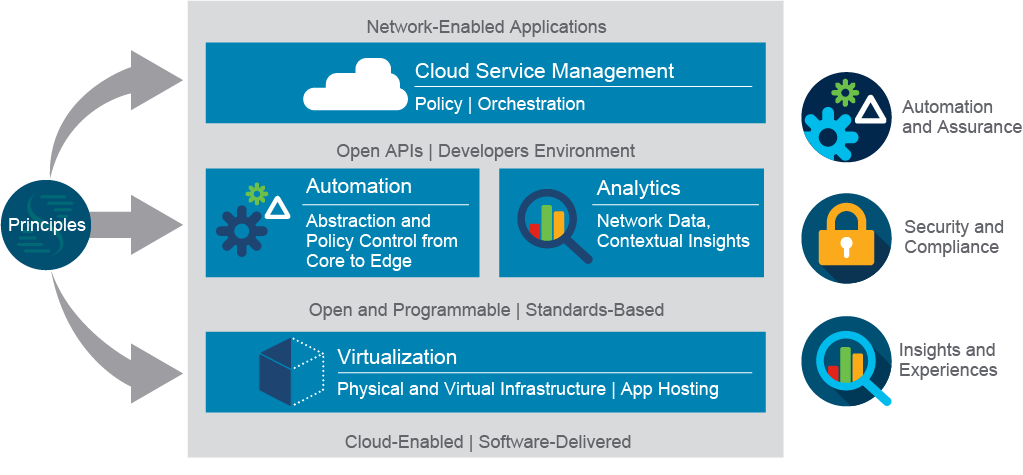 Network-Enabled Applications
Cloud Service Management
Policy | Orchestration
Open APIs | Developers Environment
Principles
Automation
Abstraction and
Policy Control from
Core to Edge
Analytics
Network Data,
Contextual Insights
Open and Programmable | Standards-Based
Virtualization
Physical and Virtual Infrastructure | App Hosting
Cloud-Enabled | Software-Delivered
Automation
and Assurance
Security and
Compliance
Insights and
Experiences